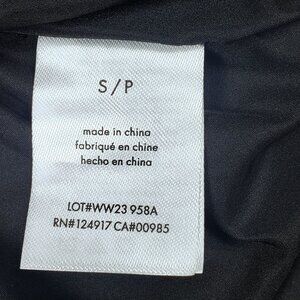 S/P
made in china
fabriqué en chine
hecho en china
LOT#WW23 958A
RN#124917 CA#00985